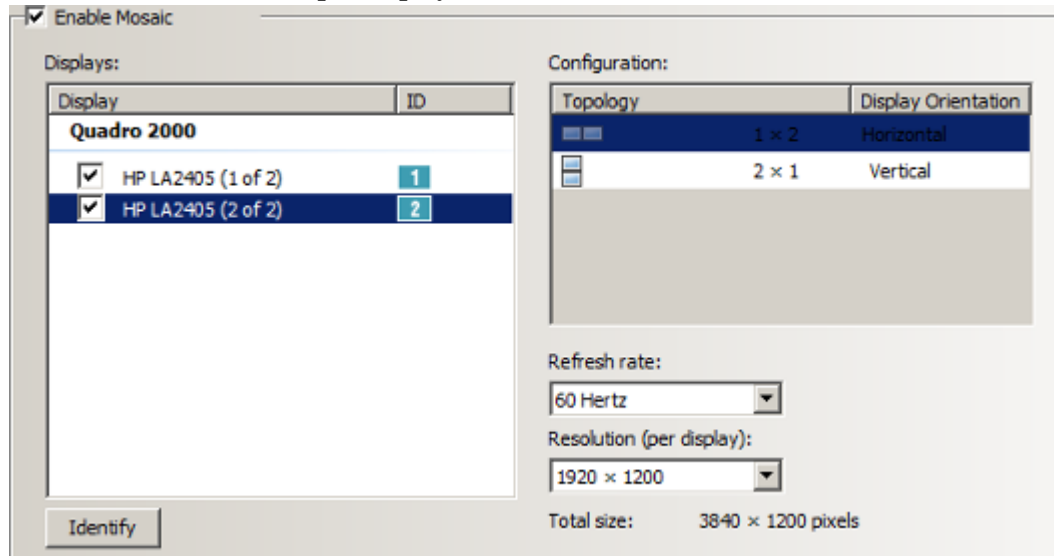 Enable Mosaic
Displays:
Display ID
Quadro 2000
HP LA2405 (1 of 2) 1
HP LA2405 (2 of 2) 2
Identify
Configuration:
Topology Display Orientation
1 × 2 Horizontal
2 × 1 Vertical
Refresh rate:
60 Hertz
Resolution (per display):
1920 × 1200
Total size: 3840 × 1200 pixels